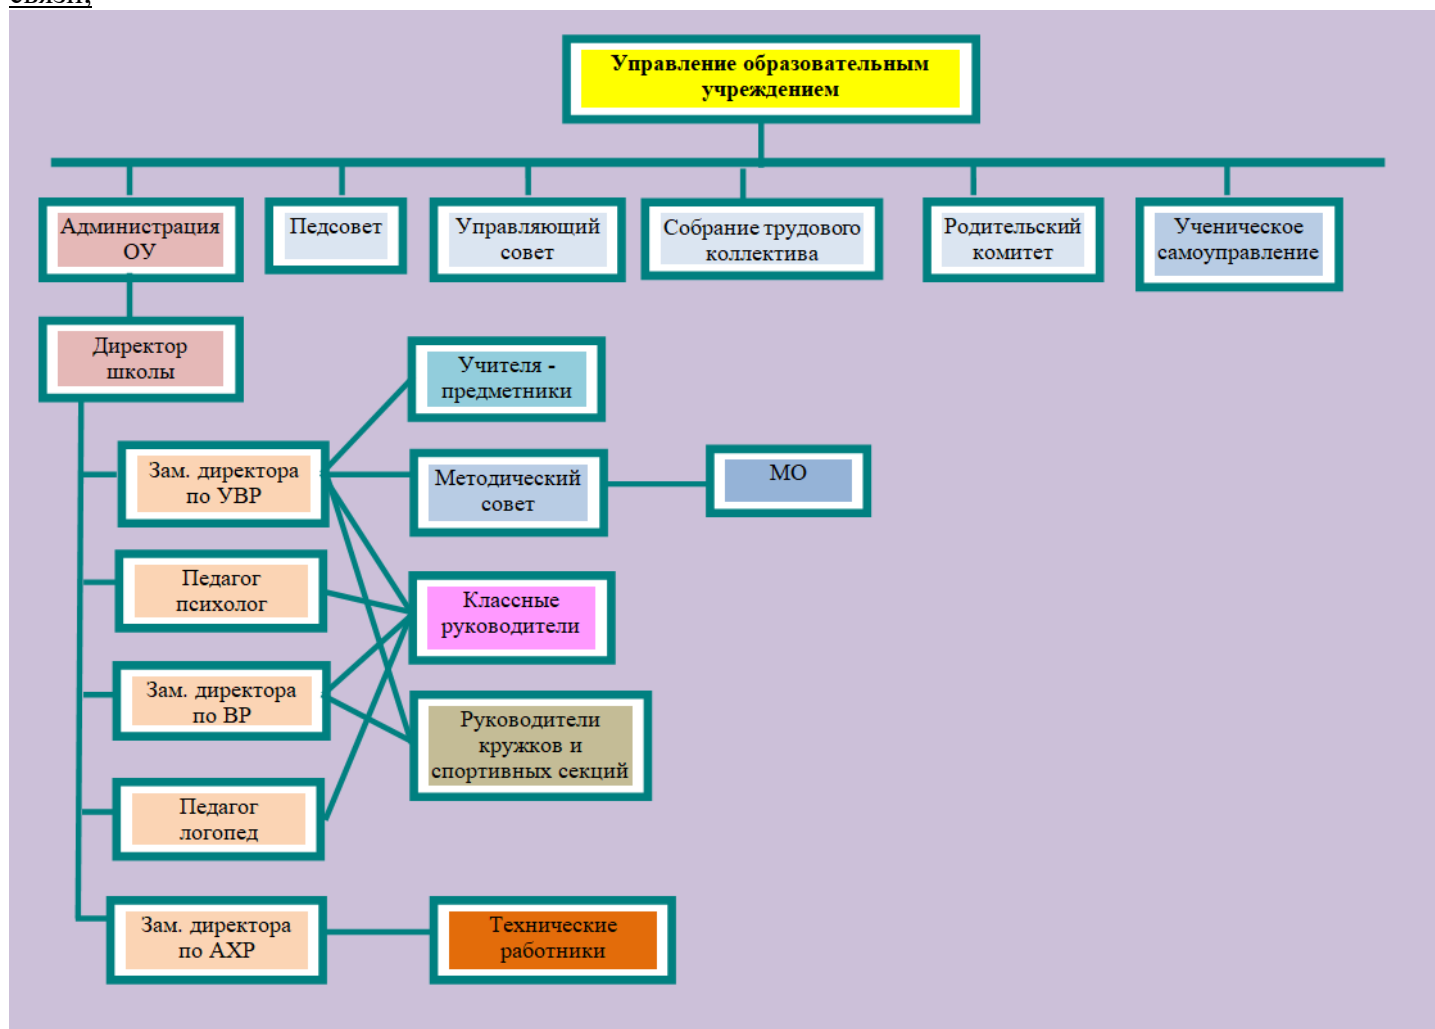 связи;
Управление образовательным
учреждением
Администрация
ОУ
Педсовет
Управляющий
совет
Собрание трудового
коллектива
Родительский
комитет
Ученическое
самоуправление
Директор
школы
Учителя -
предметники
Зам. директора
по УВР
Методический
совет
МО
Педагог
психолог
Классные
руководители
Зам. директора
по ВР
Руководители
кружков и
спортивных секций
Педагог
логопед
Зам. директора
по АХР
Технические
работники